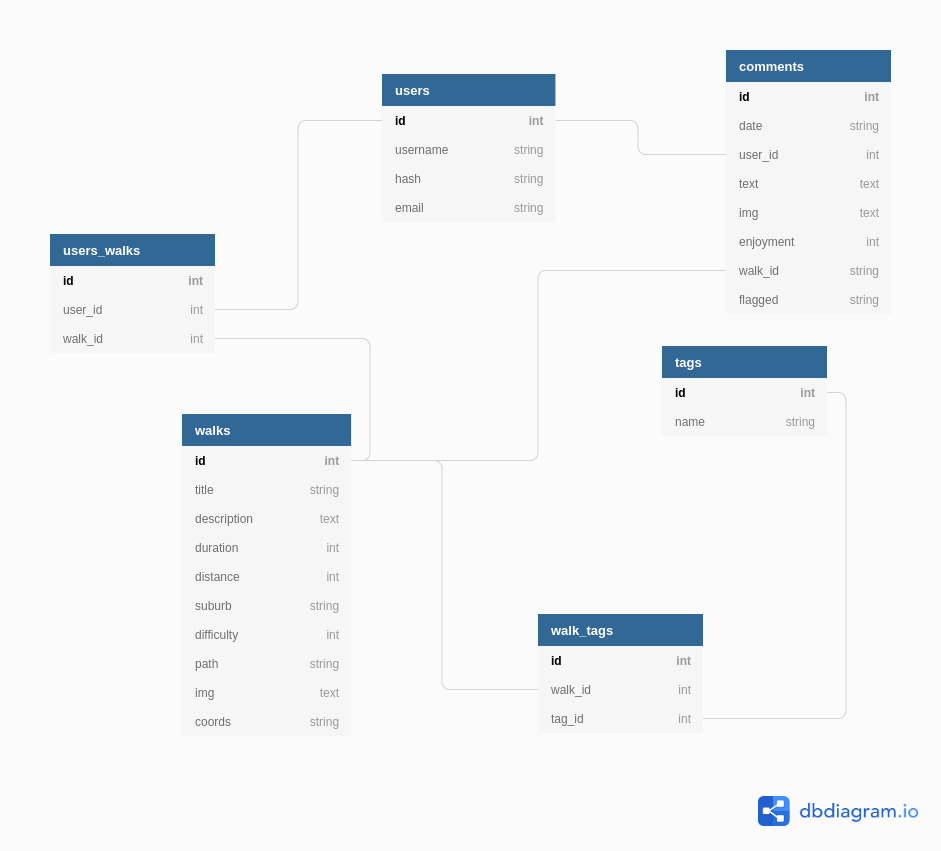 users
id int
username string
hash string
email string
comments
id int
date string
user_id int
text text
img text
enjoyment int
walk_id string
flagged string
users_walks
id int
user_id int
walk_id int
tags
id int
name string
walks
id int
title string
description text
duration int
distance int
suburb string
difficulty int
path string
img text
coords string
walk_tags
id int
walk_id int
tag_id int
dbdiagram.io